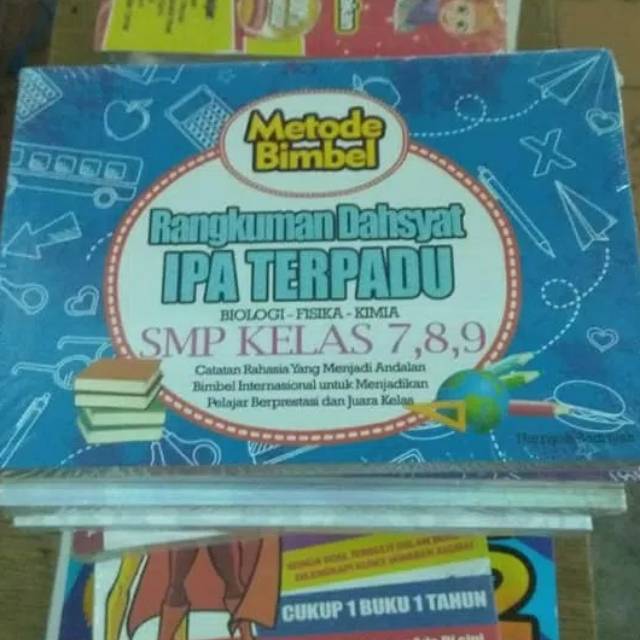 Metode
Bimbel
Rangkuman Dahsyat
IPA TERPADU
BIOLOGI - FISIKA - KIMIA
SMP KELAS 7,8,9
Catatan Rahasia Yang Menjadi Andalan
Bimbel Internasional untuk Menjadikan
Pelajar Berprestasi dan Juara Kelas
CUKUP 1 BUKU 1 TAHUN